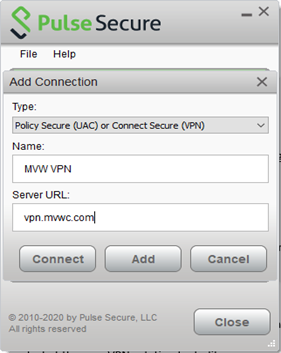 Pulse Secure
File Help
Add Connection
Type:
Policy Secure (UAC) or Connect Secure (VPN)
Name:
MVW VPN
Server URL:
vpn.mvwc.com
Connect Add Cancel
© 2010-2020 by Pulse Secure, LLC
All rights reserved
Close